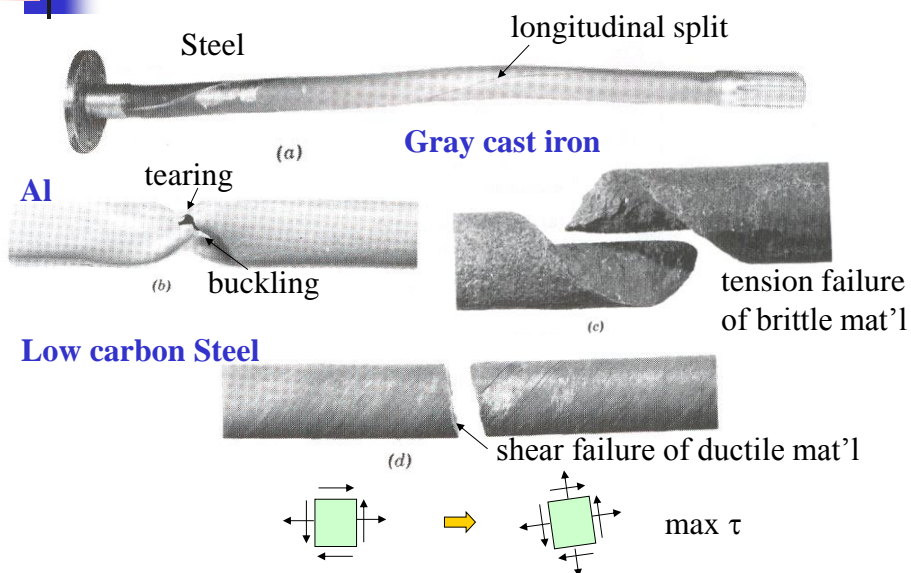 Steel
longitudinal split
(a)
Gray cast iron
Al
tearing
buckling
(b)
(c)
tension failure
of brittle mat'l
Low carbon Steel
(d)
shear failure of ductile mat'l
max τ